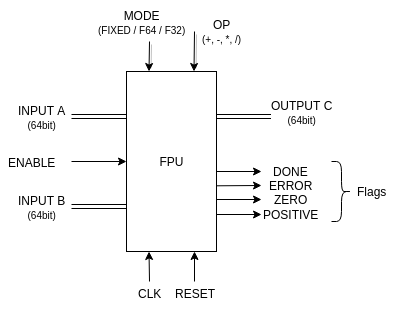 MODE
(FIXED / F64 / F32)
OP
(+, -, *, /)
INPUT A
(64bit)
OUTPUT C
(64bit)
ENABLE
FPU
DONE
ERROR
ZERO
POSITIVE
Flags
INPUT B
(64bit)
CLK
RESET